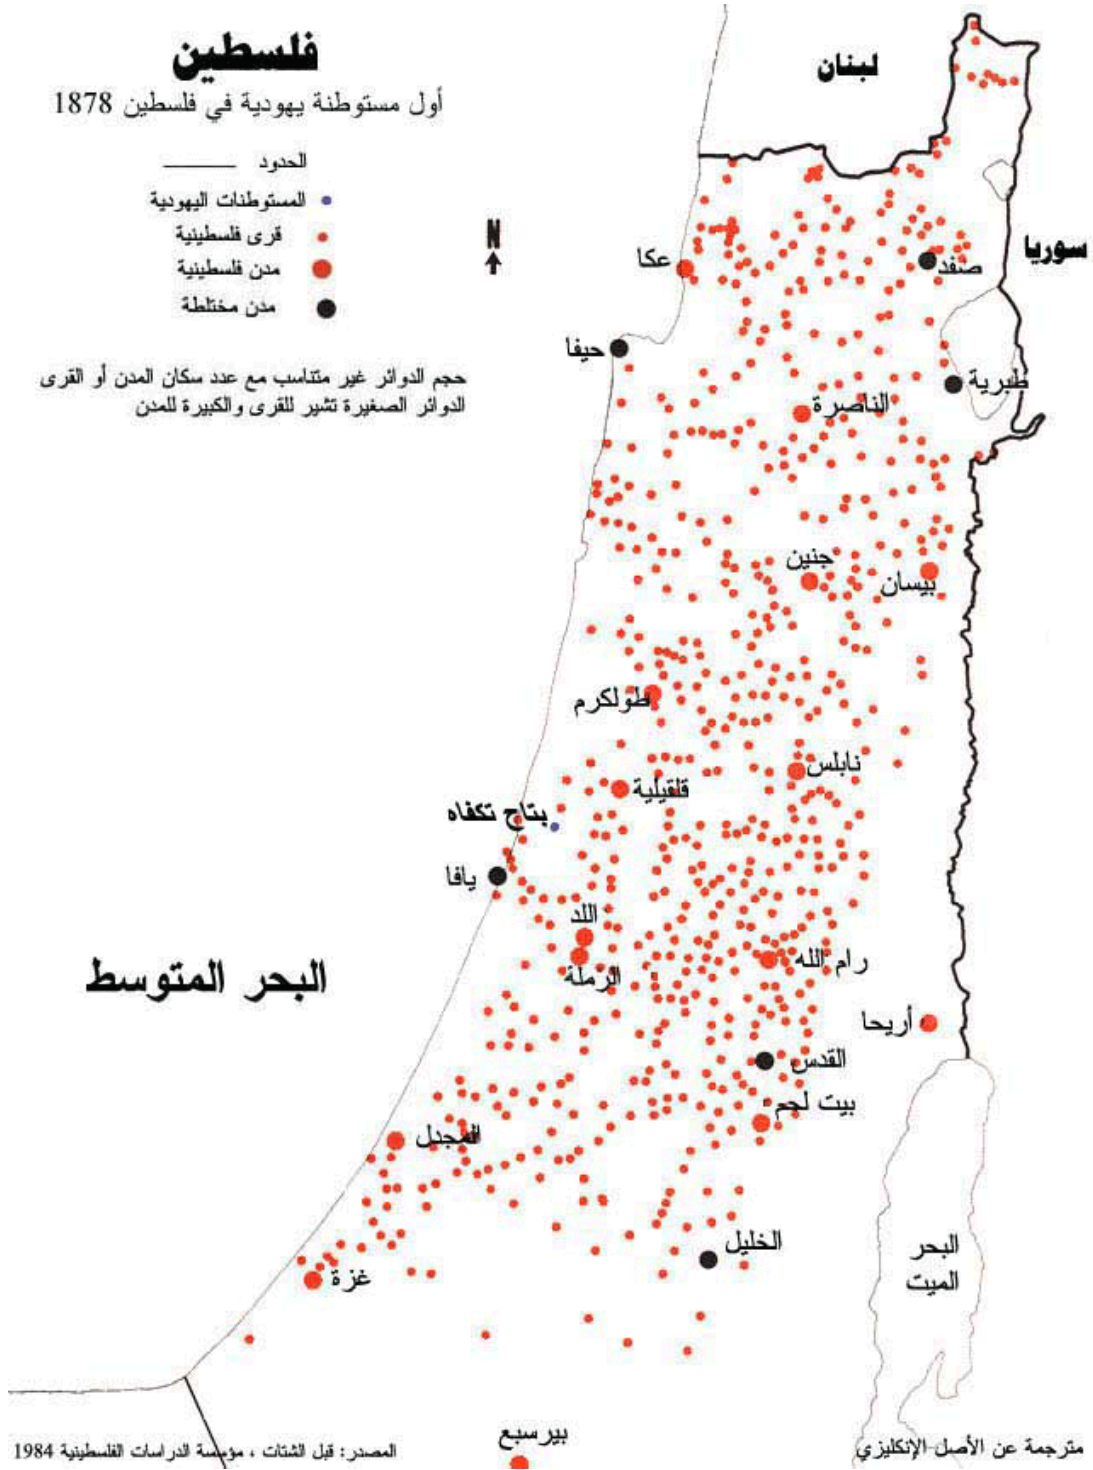 فلسطين
أول مستوطنة يهودية في فلسطين 1878
الحدود
المستوطنات اليهودية
قرى فلسطينية
مدن فلسطينية
مدن مختلطة
حجم الدوائر غير متناسب مع عدد سكان المدن أو القرى
الدوائر الصغيرة تشير للقرى والكبيرة للمدن
N
لبنان
سوريا
عكا
صفد
حيفا
طبرية
الناصرة
جنين
بيسان
طولكرم
نابلس
قلقيلية
بتاح تكفاه
يافا
اللد
الرملة
رام الله
البحر المتوسط
أريحا
القدس
بيت لحم
المجدل
الخليل
البحر
الميت
غزة
بيرسبع
المصدر: قبل الشتات ، مؤسسة الدراسات الفلسطينية 1984
مترجمة عن الأصل الإنكليزي